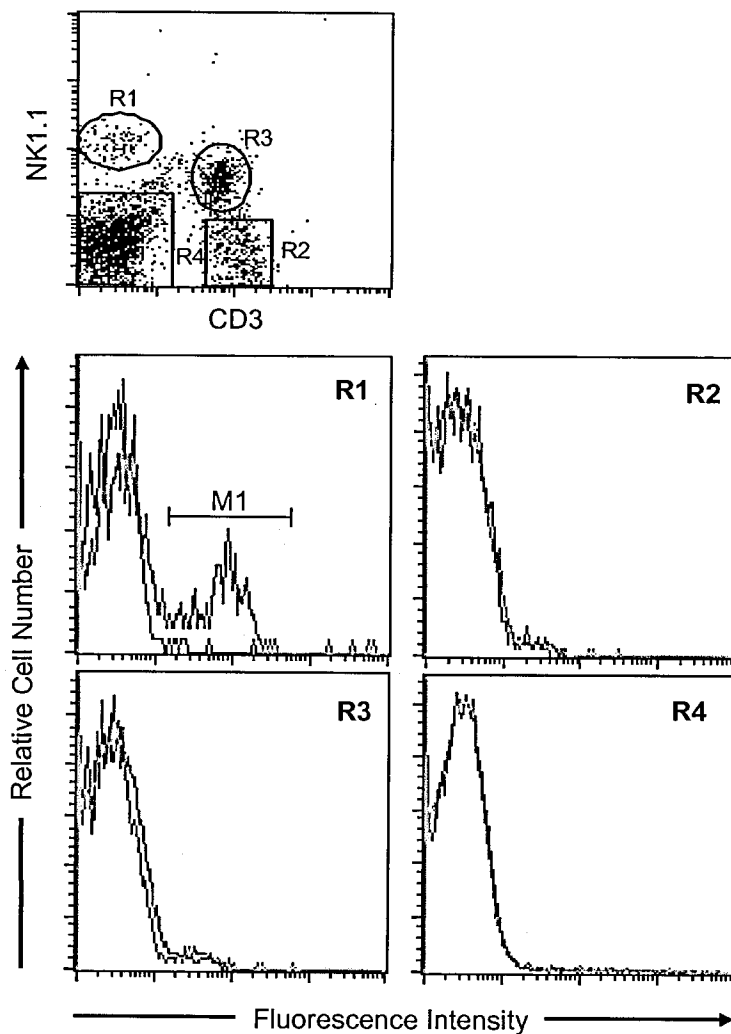 NK1.1
R1
R3
R4
R2
CD3
Relative Cell Number
R1
M1
R2
R3
R4
Fluorescence Intensity